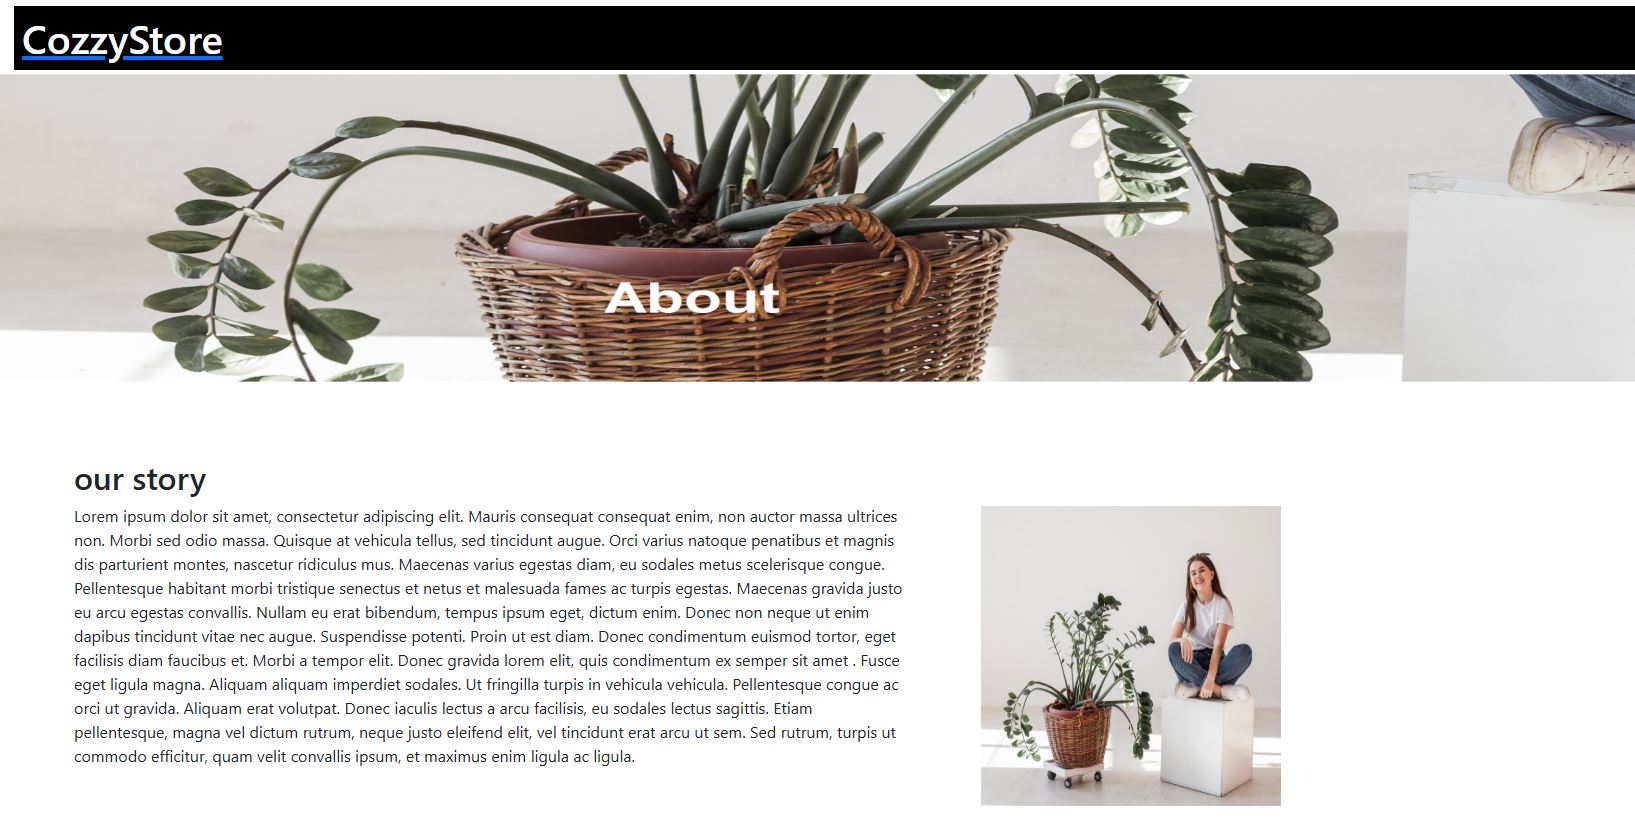 CozzyStore
About
our story
Lorem ipsum dolor sit amet, consectetur adipiscing elit. Mauris consequat consequat enim, non auctor massa ultrices
non. Morbi sed odio massa. Quisque at vehicula tellus, sed tincidunt augue. Orci varius natoque penatibus et magnis
dis parturient montes, nascetur ridiculus mus. Maecenas varius egestas diam, eu sodales metus scelerisque congue.
Pellentesque habitant morbi tristique senectus et netus et malesuada fames ac turpis egestas. Maecenas gravida justo
eu arcu egestas convallis. Nullam eu erat bibendum, tempus ipsum eget, dictum enim. Donec non neque ut enim
dapibus tincidunt vitae nec augue. Suspendisse potenti. Proin ut est diam. Donec condimentum euismod tortor, eget
facilisis diam faucibus et. Morbi a tempor elit. Donec gravida lorem elit, quis condimentum ex semper sit amet . Fusce
eget ligula magna. Aliquam aliquam imperdiet sodales. Ut fringilla turpis in vehicula vehicula. Pellentesque congue ac
orci ut gravida. Aliquam erat volutpat. Donec iaculis lectus a arcu facilisis, eu sodales lectus sagittis. Etiam
pellentesque, magna vel dictum rutrum, neque justo eleifend elit, vel tincidunt erat arcu ut sem. Sed rutrum, turpis ut
commodo efficitur, quam velit convallis ipsum, et maximus enim ligula ac ligula.